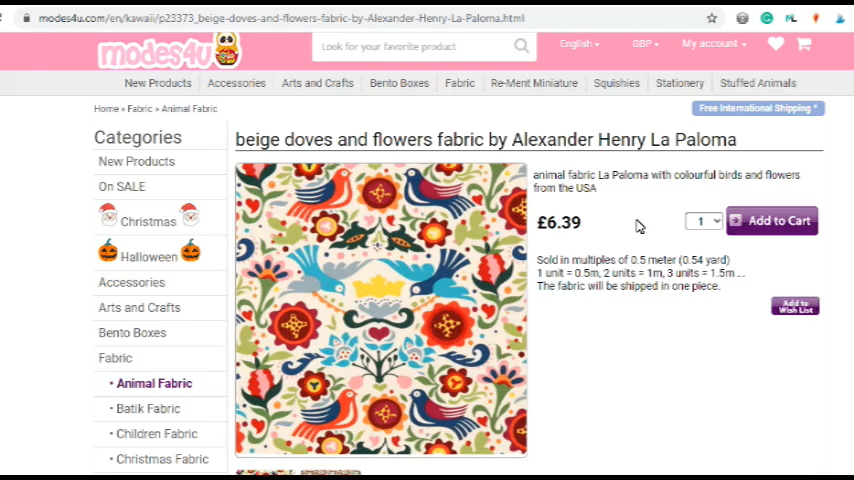 modes4u.com/en/kawaii/p23373_beige-doves-and-flowers-fabric-by-Alexander-Henry-La-Paloma.html
modes4u
Look for your favorite product
English
GBP
My account
New Products
Accessories
Arts and Crafts
Bento Boxes
Fabric
Re-Ment Miniature
Squishies
Stationery
Stuffed Animals
Home » Fabric » Animal Fabric
Free International Shipping *
Categories
New Products
On SALE
Christmas
Halloween
Accessories
Arts and Crafts
Bento Boxes
Fabric
• Animal Fabric
• Batik Fabric
• Children Fabric
• Christmas Fabric
beige doves and flowers fabric by Alexander Henry La Paloma
animal fabric La Paloma with colourful birds and flowers
from the USA
£6.39
1
Add to Cart
Sold in multiples of 0.5 meter (0.54 yard)
1 unit = 0.5m, 2 units = 1m, 3 units = 1.5m ...
The fabric will be shipped in one piece.
Add to
Wish List